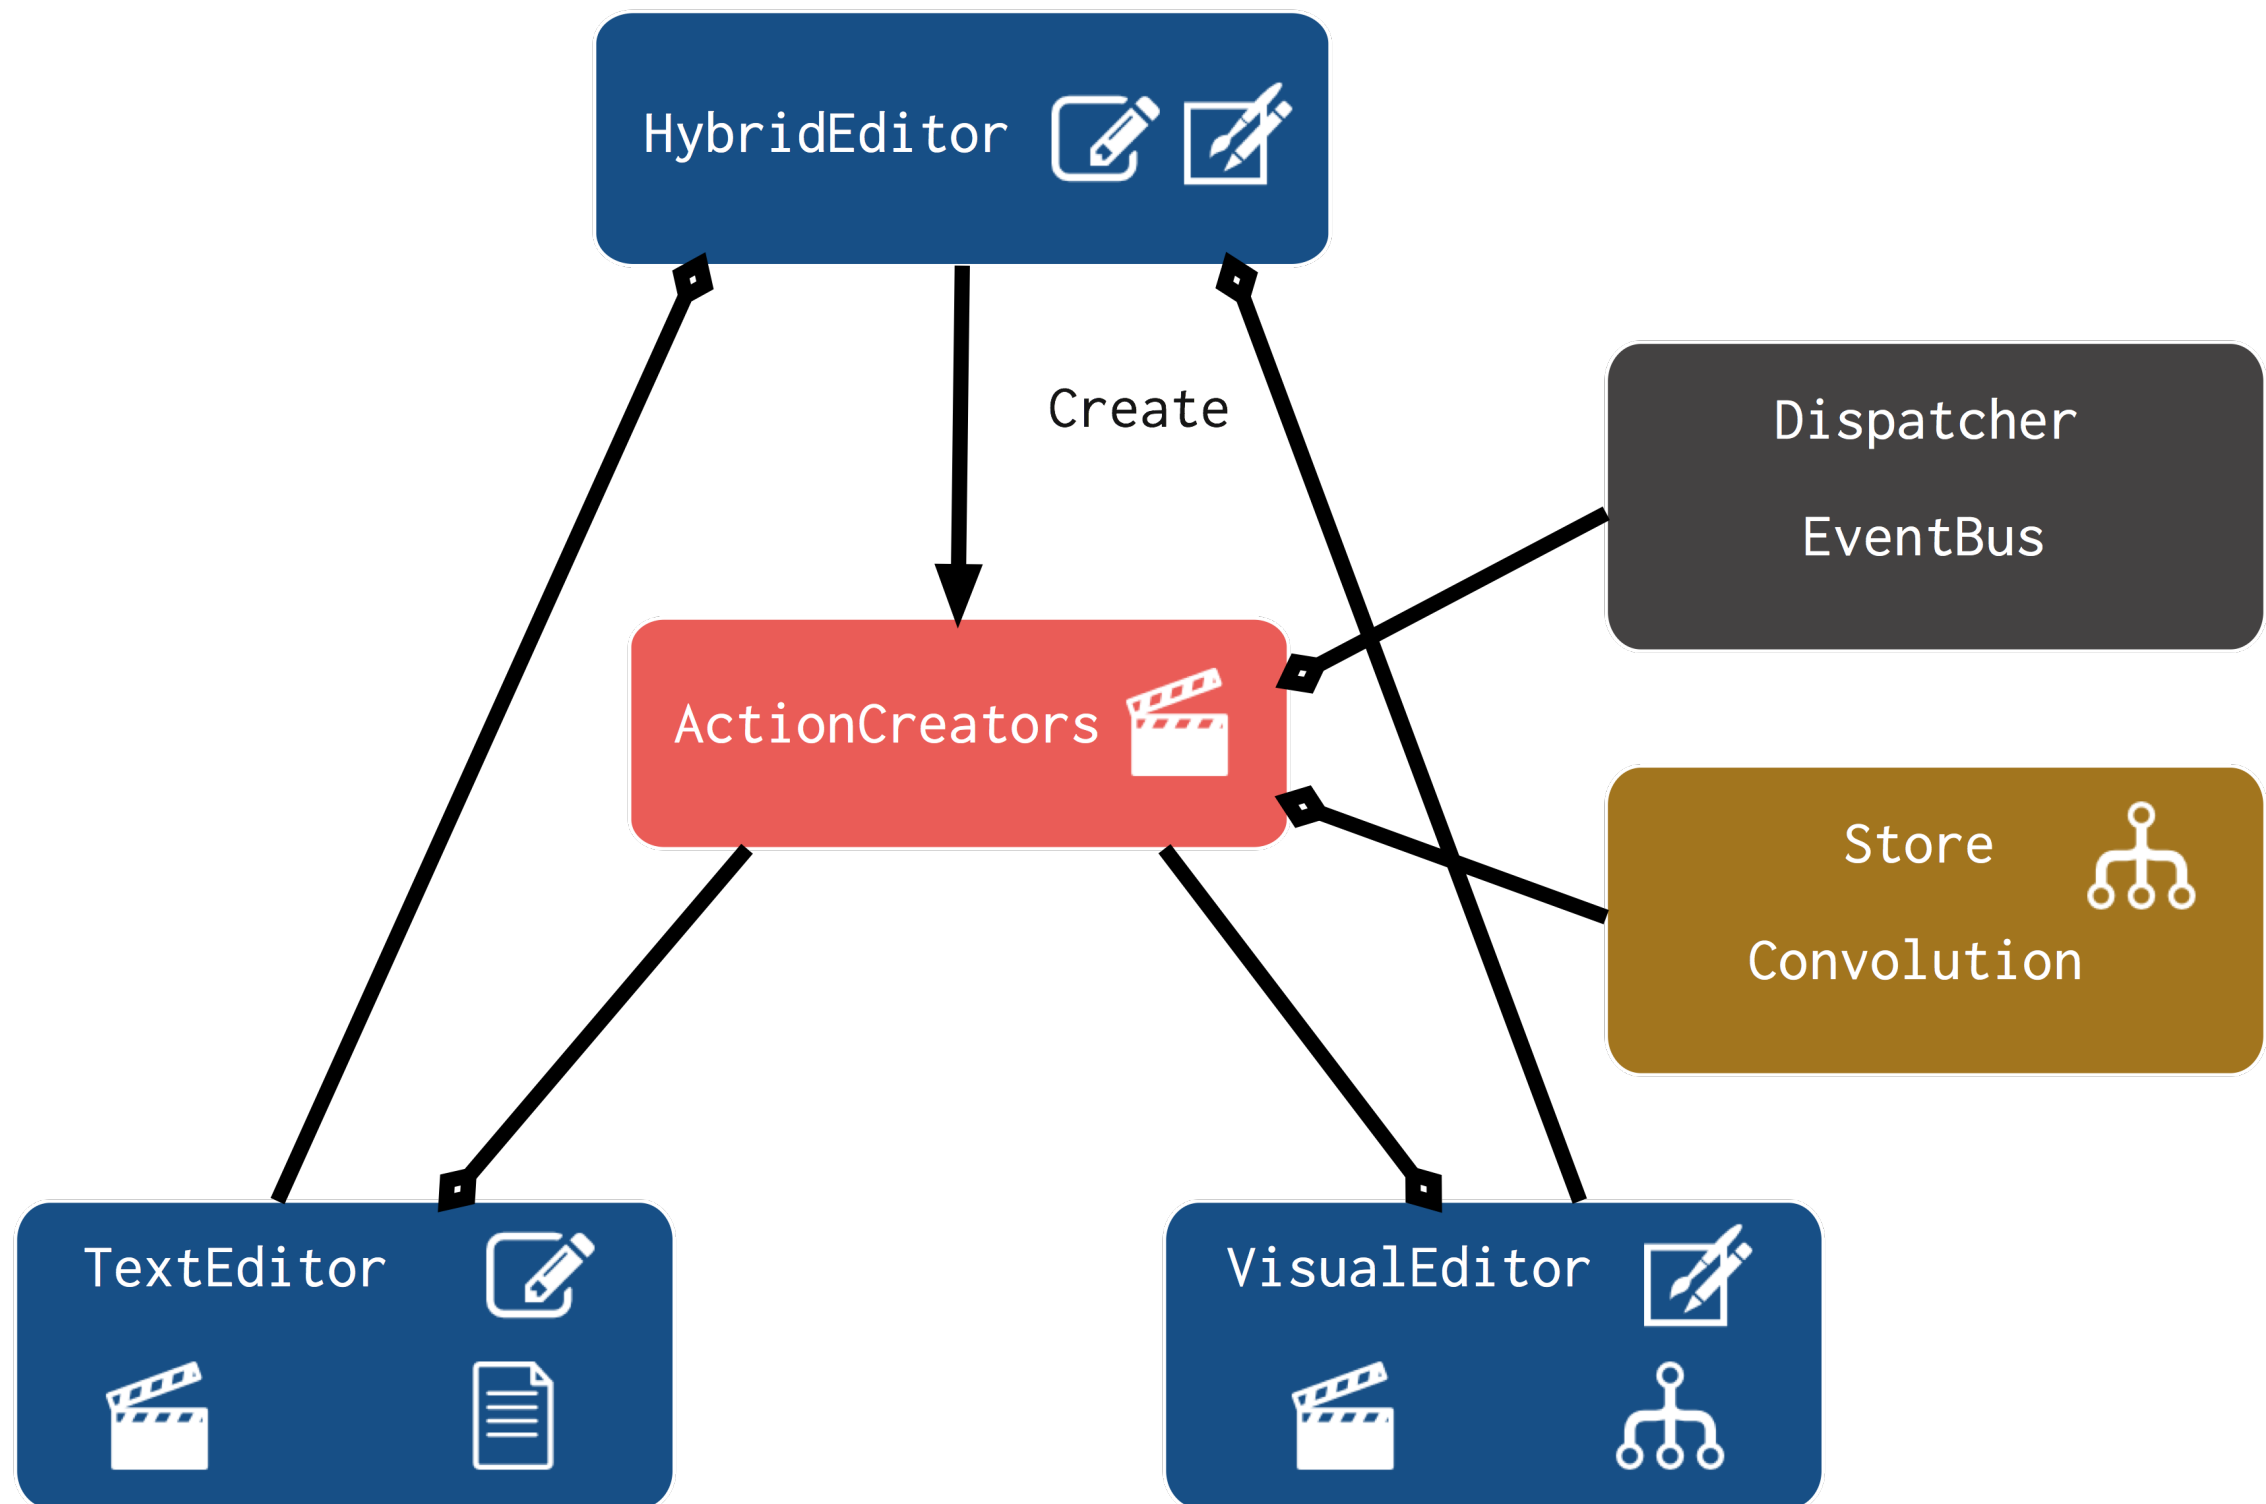 HybridEditor
Create
Dispatcher
EventBus
ActionCreators
Store
Convolution
TextEditor
VisualEditor